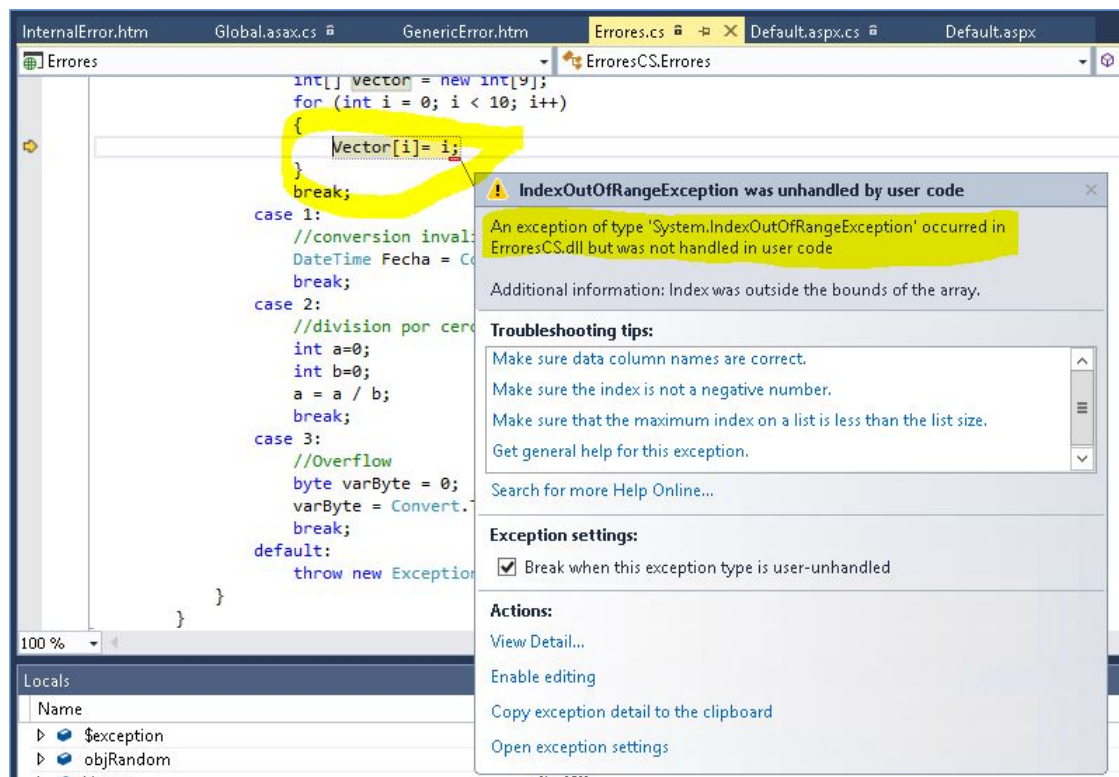 InternalError.htm Global.asax.cs GenericError.htm Errores.cs Default.aspx.cs Default.aspx
Errores ErroresCS.Errores
int[] Vector = new int[9];
for (int i = 0; i < 10; i++)
{
Vector[i]= i;
}
break;
case 1:
//conversion invali
DateTime Fecha = Co
break;
case 2:
//division por cero
int a=0;
int b=0;
a = a / b;
break;
case 3:
//Overflow
byte varByte = 0;
varByte = Convert.T
break;
default:
throw new Exception
}
}
100 %
IndexOutOfRangeException was unhandled by user code
An exception of type 'System.IndexOutOfRangeException' occurred in
ErroresCS.dll but was not handled in user code
Additional information: Index was outside the bounds of the array.
Troubleshooting tips:
Make sure data column names are correct.
Make sure the index is not a negative number.
Make sure that the maximum index on a list is less than the list size.
Get general help for this exception.
Search for more Help Online...
Exception settings:
Break when this exception type is user-unhandled
Actions:
View Detail...
Enable editing
Copy exception detail to the clipboard
Open exception settings
Locals
Name
$exception
objRandom